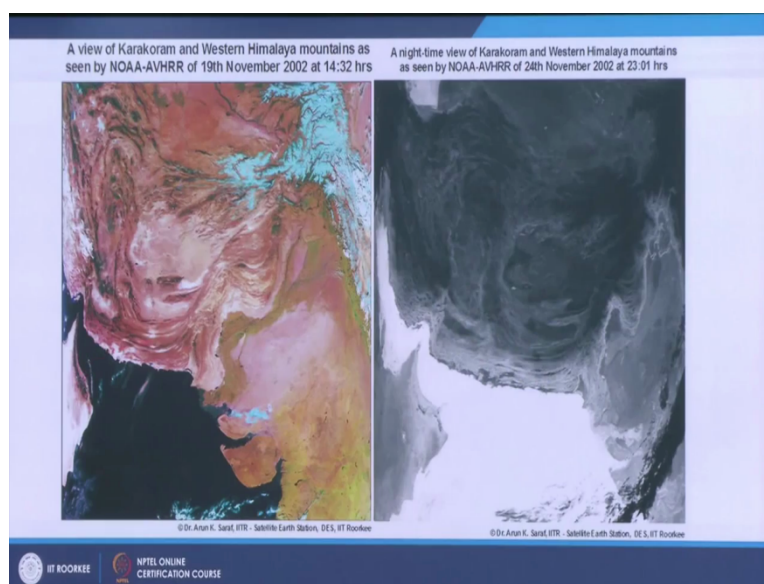 A view of Karakoram and Western Himalaya mountains as
seen by NOAA-AVHRR of 19th November 2002 at 14:32 hrs
A night-time view of Karakoram and Western Himalaya mountains
as seen by NOAA-AVHRR of 24th November 2002 at 23:01 hrs
©Dr. Arun K. Saraf, IITR - Satellite Earth Station, DES, IIT Roorkee
©Dr. Arun K. Saraf, IITR - Satellite Earth Station, DES, IIT Roorkee
IIT ROORKEE
NPTEL ONLINE
CERTIFICATION COURSE